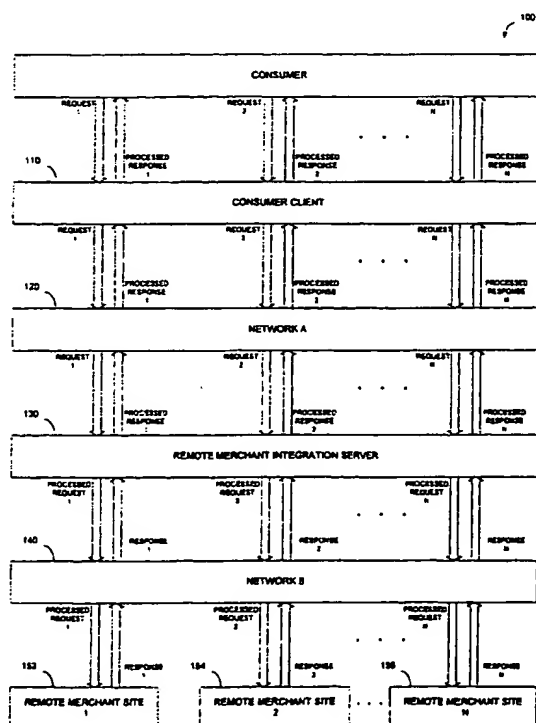 100
CONSUMER
REQUEST 1 REQUEST 2 REQUEST N
110 PROCESSED RESPONSE 1 PROCESSED RESPONSE 2 PROCESSED RESPONSE N
CONSUMER CLIENT
REQUEST 1 REQUEST 2 REQUEST N
120 PROCESSED RESPONSE 1 PROCESSED RESPONSE 2 PROCESSED RESPONSE N
NETWORK A
REQUEST 1 REQUEST 2 REQUEST N
130 PROCESSED RESPONSE PROCESSED RESPONSE 2 PROCESSED RESPONSE N
REMOTE MERCHANT INTEGRATION SERVER
PROCESSED REQUEST 1 PROCESSED REQUEST 2 PROCESSED REQUEST N
140 RESPONSE 1 RESPONSE 2 RESPONSE N
NETWORK B
PROCESSED REQUEST 1 PROCESSED REQUEST 2 PROCESSED REQUEST N
152 RESPONSE 1 154 RESPONSE 2 156 RESPONSE N
REMOTE MERCHANT SITE 1 REMOTE MERCHANT SITE 2 REMOTE MERCHANT SITE N